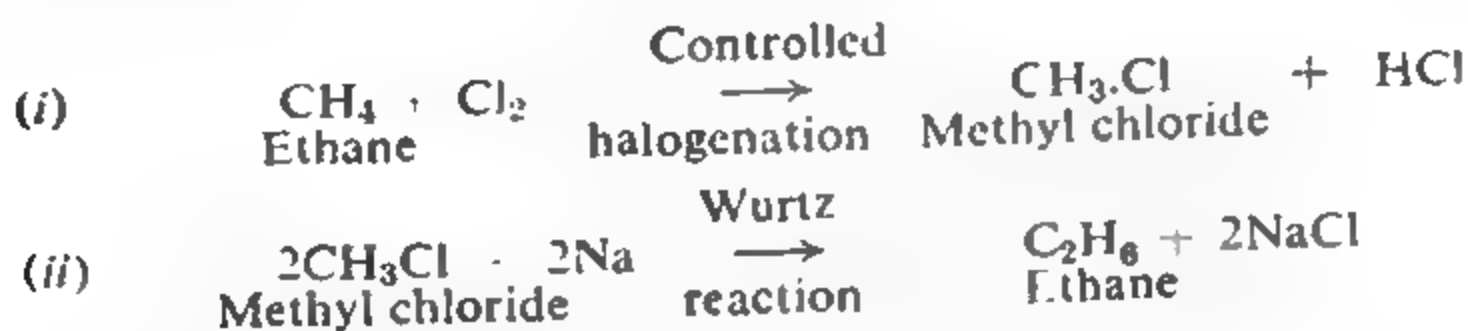 Controlled
(i) CH₄ · Cl₂ → CH₃.Cl + HCl
Ethane halogenation Methyl chloride
Wurtz
(ii) 2CH₃Cl · 2Na → C₂H₆ + 2NaCl
Methyl chloride reaction Ethane